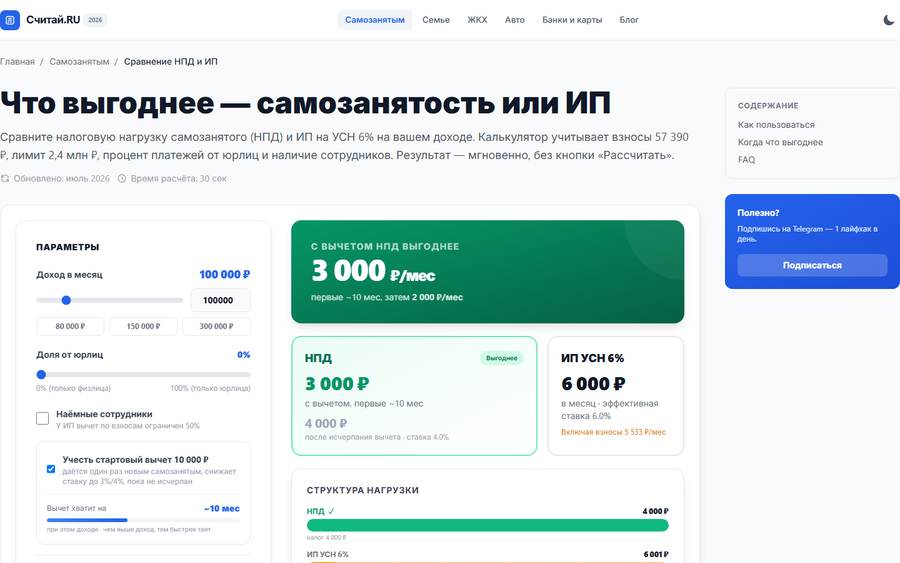 Считай.RU 2026
Самозанятым Семье ЖКХ Авто Банки и карты Блог
Главная / Самозанятым / Сравнение НПД и ИП
Что выгоднее — самозанятость или ИП
Сравните налоговую нагрузку самозанятого (НПД) и ИП на УСН 6% на вашем доходе. Калькулятор учитывает взносы 57 390
₽, лимит 2,4 млн ₽, процент платежей от юрлиц и наличие сотрудников. Результат — мгновенно, без кнопки «Рассчитать».
Обновлено: июль 2026 Время расчёта: 30 сек
СОДЕРЖАНИЕ
Как пользоваться
Когда что выгоднее
FAQ
Полезно?
Подпишись на Telegram — 1 лайфхак в
день.
Подписаться
ПАРАМЕТРЫ
Доход в месяц 100 000 ₽
100000
80 000 ₽ 150 000 ₽ 300 000 ₽
Доля от юрлиц 0%
0% (только физлица) 100% (только юрлица)
Наёмные сотрудники
У ИП вычет по взносам ограничен 50%
Учесть стартовый вычет 10 000 ₽
даётся один раз новым самозанятым, снижает
ставку до 3%/4%, пока не исчерпан
Вычет хватит на ~10 мес
при этом доходе · чем выше доход, тем быстрее тает
С ВЫЧЕТОМ НПД ВЫГОДНЕЕ
3 000 ₽/мес
первые ~10 мес, затем 2 000 ₽/мес
НПД Выгоднее
3 000 ₽
с вычетом, первые ~10 мес
4 000 ₽
после исчерпания вычета · ставка 4.0%
ИП УСН 6%
6 000 ₽
в месяц · эффективная
ставка 6.0%
Включая взносы 5 533 ₽/мес
СТРУКТУРА НАГРУЗКИ
НПД ✓ 4 000 ₽
налог 4 000 ₽
ИП УСН 6% 6 001 ₽